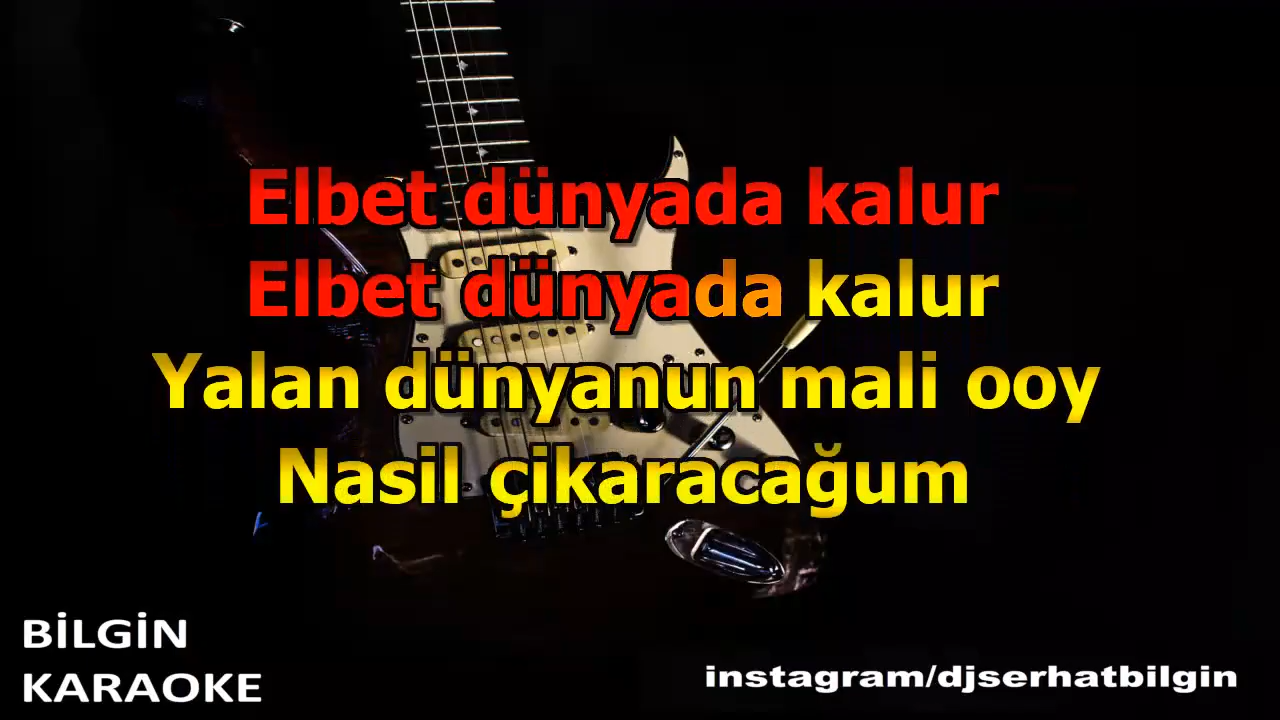 Elbet dünyada kalur
Elbet dünyada kalur
Yalan dünyanun mali ooy
Nasil çikaracağum
BİLGİN
KARAOKE
instagram/djserhatbilgin